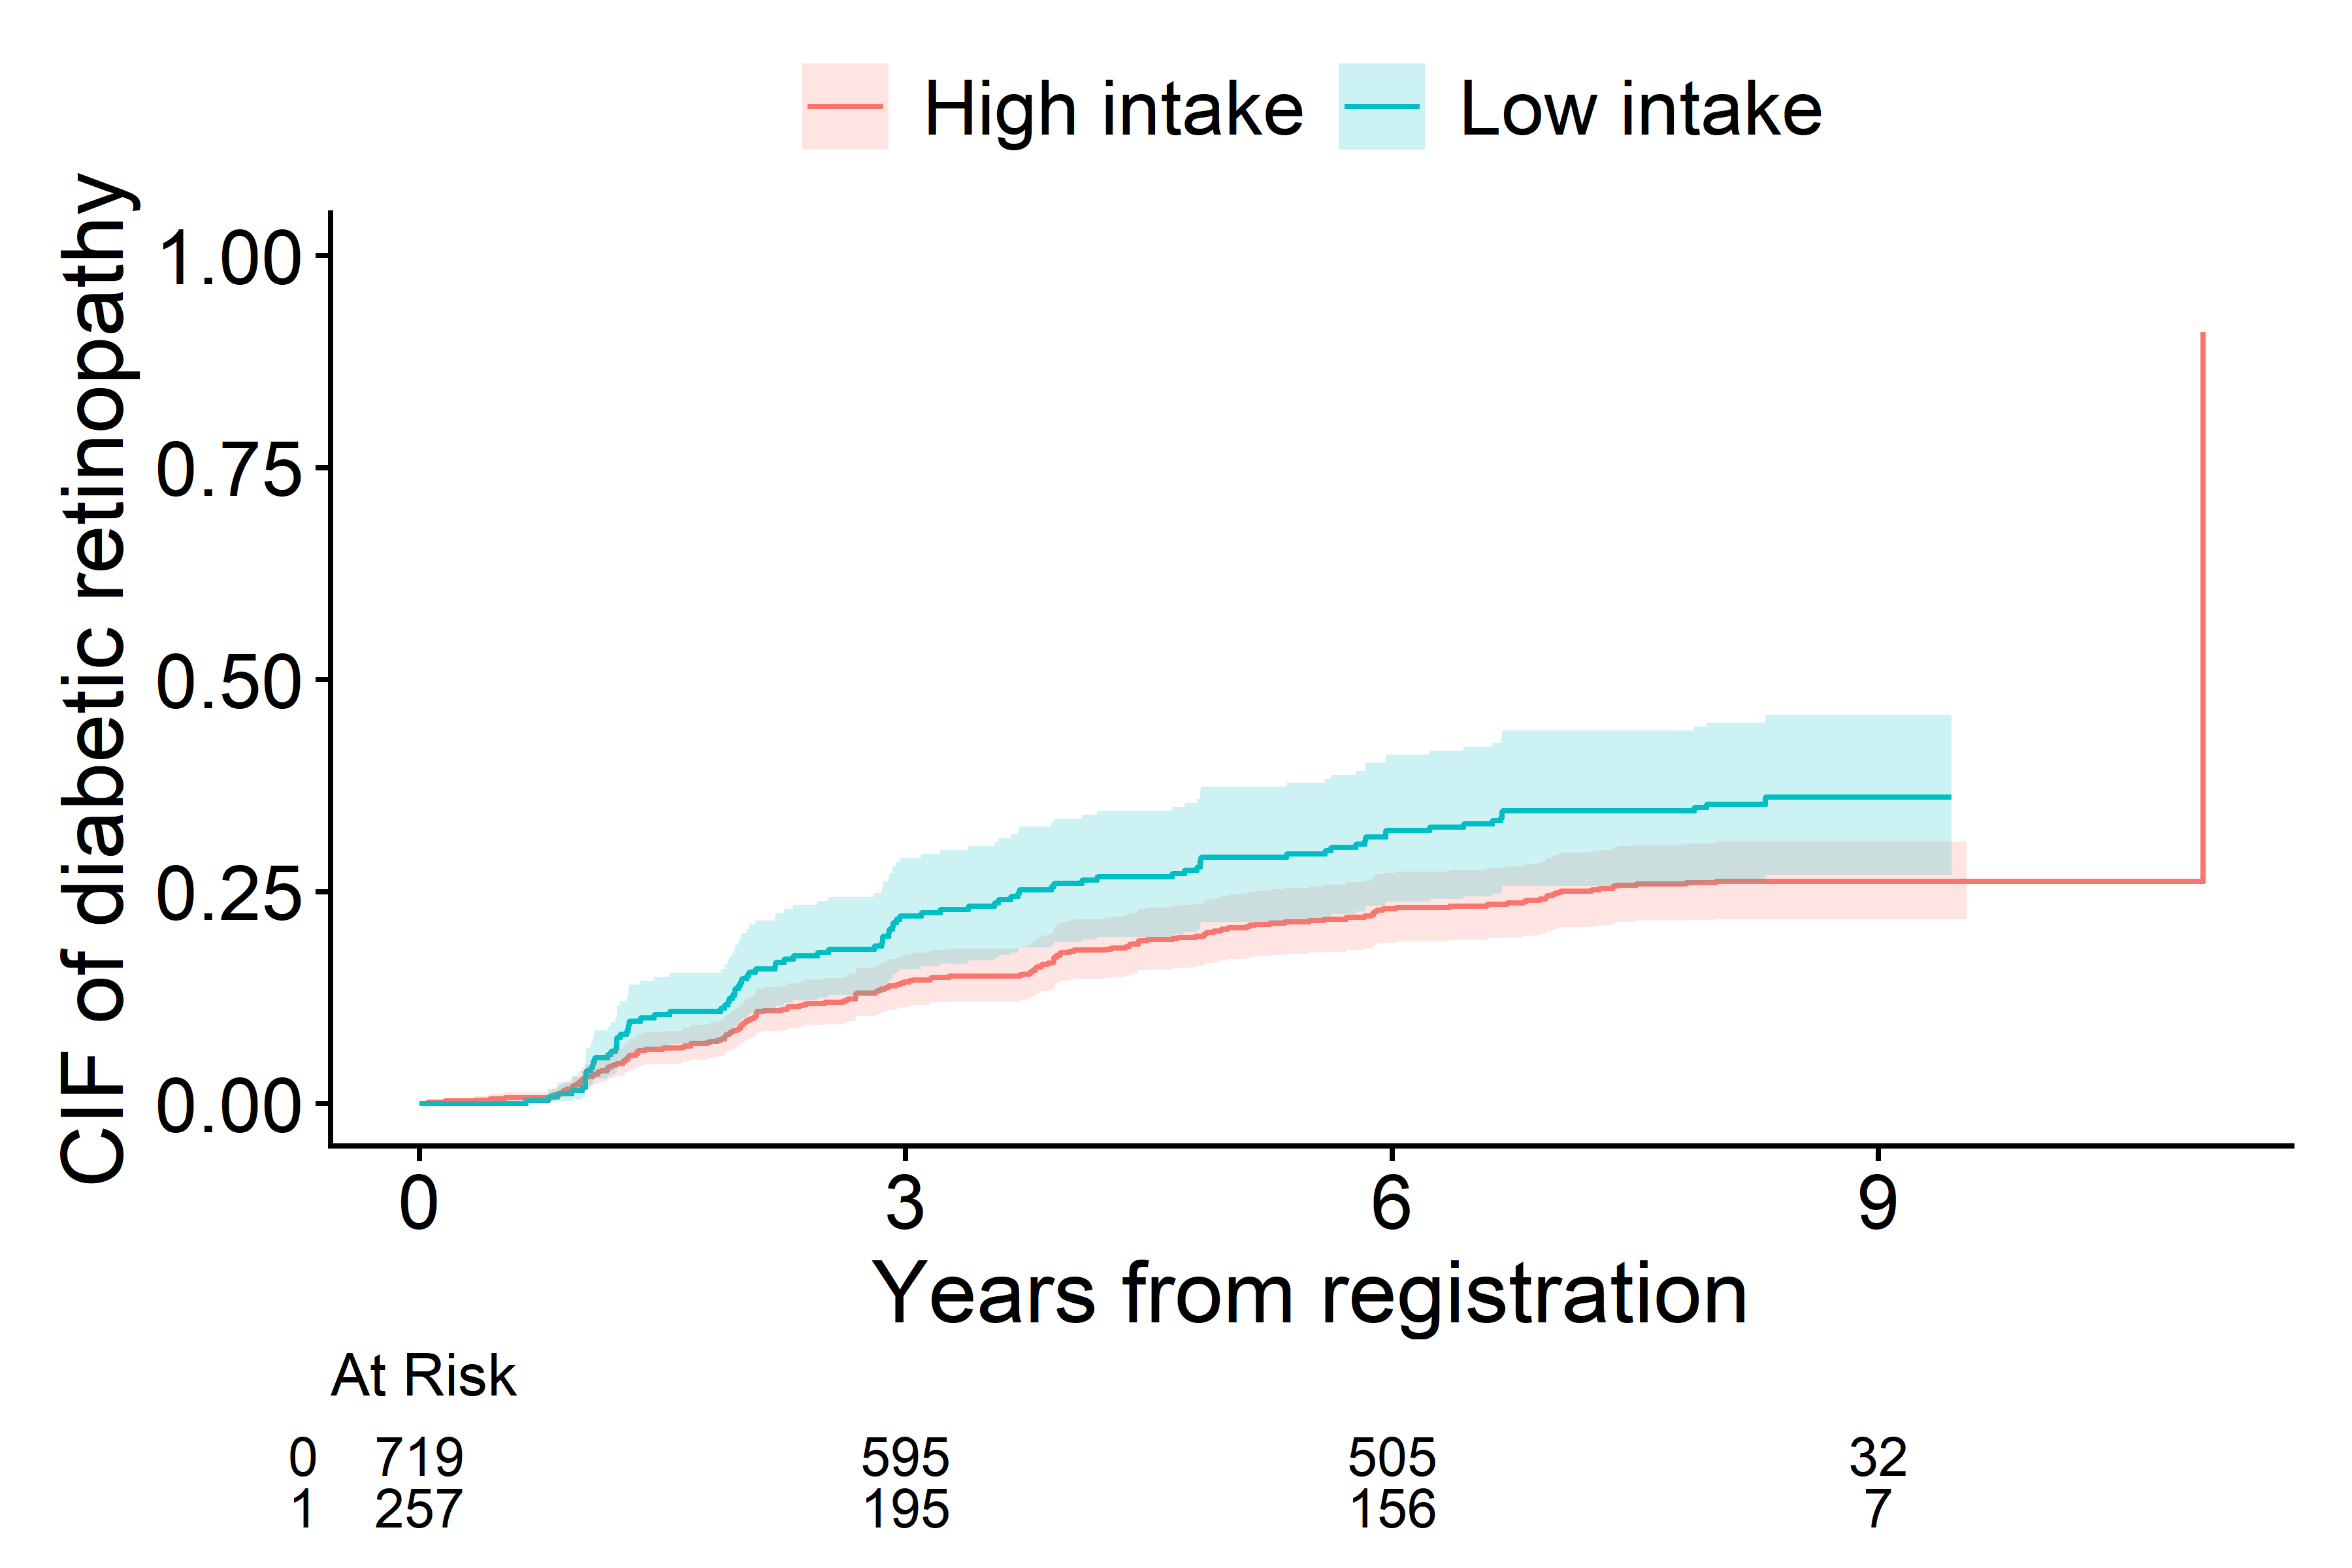 High intake Low intake
CIF of diabetic retinopathy
1.00
0.75
0.50
0.25
0.00
0 3 6 9
Years from registration
At Risk
0 719 595 505 32
1 257 195 156 7